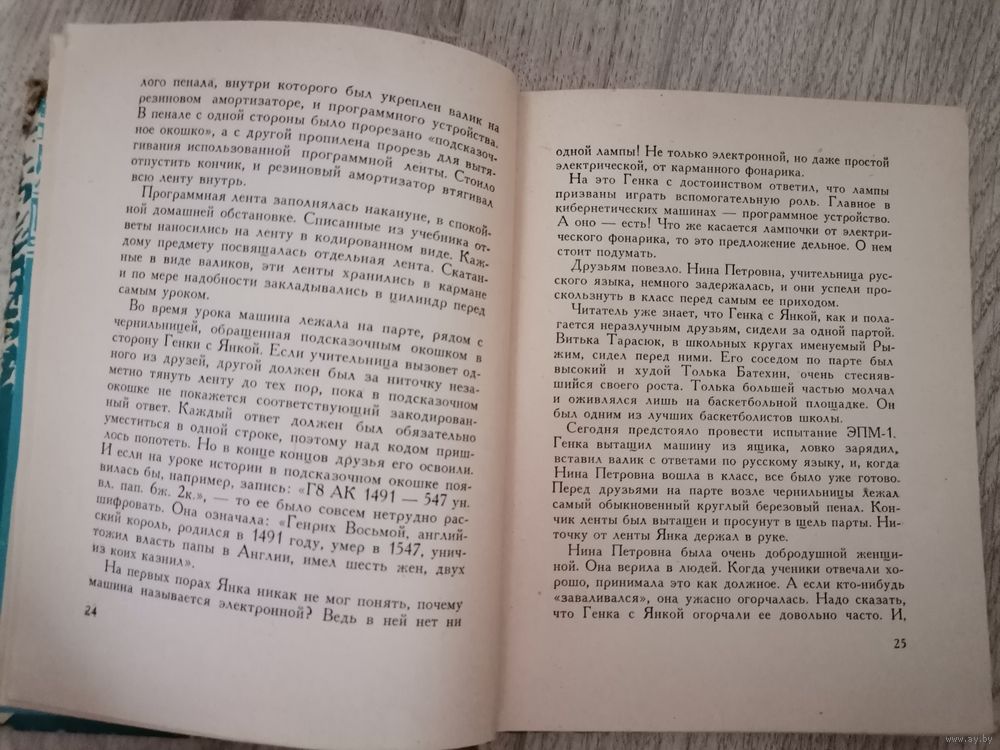 лого пенала, внутри которого был укреплен валик на
резиновом амортизаторе, и программного устройства.
В пенале с одной стороны было прорезано «подсказоч-
ное окошко», а с другой пропилена прорезь для вытя-
гивания использованной программной ленты. Стоило
отпустить кончик, и резиновый амортизатор втягивал
всю ленту внутрь.
Программная лента заполнялась накануне, в спокой-
ной домашней обстановке. Списанные из учебника от-
веты наносились на ленту в кодированном виде. Каж-
дому предмету посвящалась отдельная лента. Скатан-
ные в виде валиков, эти ленты хранились в кармане
и по мере надобности закладывались в цилиндр перед
самым уроком.
Во время урока машина лежала на парте, рядом с
чернильницей, обращенная подсказочным окошком в
сторону Генки с Янкой. Если учительница вызовет од-
ного из друзей, другой должен был за ниточку неза-
метно тянуть ленту до тех пор, пока в подсказочном
окошке не покажется соответствующий закодирован-
ный ответ. Каждый ответ должен был обязательно
уместиться в одной строке, поэтому над кодом приш-
лось попотеть. Но в конце концов друзья его освоили.
И если на уроке истории в подсказочном окошке поя-
вилась бы, например, запись: «Г8 АК 1491 — 547 ун.
вл. пап. 6ж. 2к.», — то ее было совсем нетрудно рас-
шифровать. Она означала: «Генрих Восьмой, англий-
ский король, родился в 1491 году, умер в 1547, унич-
тожил власть папы в Англии, имел шесть жен, двух
из коих казнил».
На первых порах Янка никак не мог понять, почему
машина называется электронной? Ведь в ней нет ни
24
одной лампы! Не только электронной, но даже простой
электрической, от карманного фонарика.
На это Генка с достоинством ответил, что лампы
призваны играть вспомогательную роль. Главное в
кибернетических машинах — программное устройство.
А оно — есть! Что же касается лампочки от электри-
ческого фонарика, то это предложение дельное. О нем
стоит подумать.
Друзьям повезло. Нина Петровна, учительница рус-
ского языка, немного задержалась, и они успели про-
скользнуть в класс перед самым ее приходом.
Читатель уже знает, что Генка с Янкой, как и пола-
гается неразлучным друзьям, сидели за одной партой.
Витька Тарасюк, в школьных кругах именуемый Ры-
жим, сидел перед ними. Его соседом по парте был
высокий и худой Толька Батехин, очень стесняв-
шийся своего роста. Толька большей частью молчал
и оживлялся лишь на баскетбольной площадке. Он
был одним из лучших баскетболистов школы.
Сегодня предстояло провести испытание ЭПМ-1.
Генка вытащил машину из ящика, ловко зарядил,
вставил валик с ответами по русскому языку, и, когда
Нина Петровна вошла в класс, все было уже готово.
Перед друзьями на парте возле чернильницы лежал
самый обыкновенный круглый березовый пенал. Кон-
чик ленты был вытащен и просунут в щель парты. Ни-
точку от ленты Янка держал в руке.
Нина Петровна была очень добродушной женщи-
ной. Она верила в людей. Когда ученики отвечали хо-
рошо, принимала это как должное. А если кто-нибудь
«заваливался», она ужасно огорчалась. Надо сказать,
что Генка с Янкой огорчали ее довольно часто. И,
25
www.ay.by